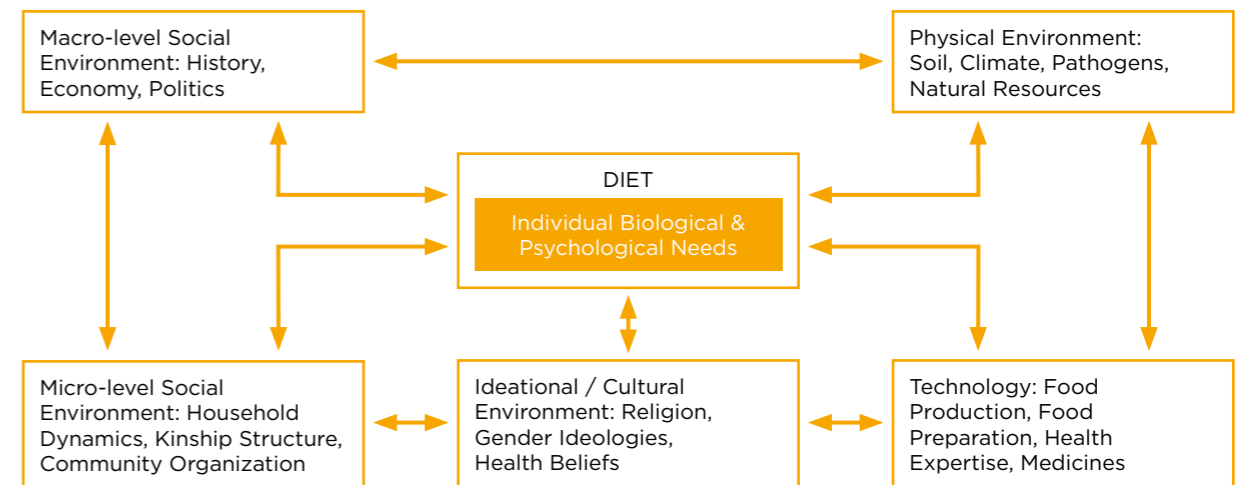 Macro-level Social
Environment: History,
Economy, Politics
Physical Environment:
Soil, Climate, Pathogens,
Natural Resources
DIET
Individual Biological &
Psychological Needs
Micro-level Social
Environment: Household
Dynamics, Kinship Structure,
Community Organization
Ideational / Cultural
Environment: Religion,
Gender Ideologies,
Health Beliefs
Technology: Food
Production, Food
Preparation, Health
Expertise, Medicines